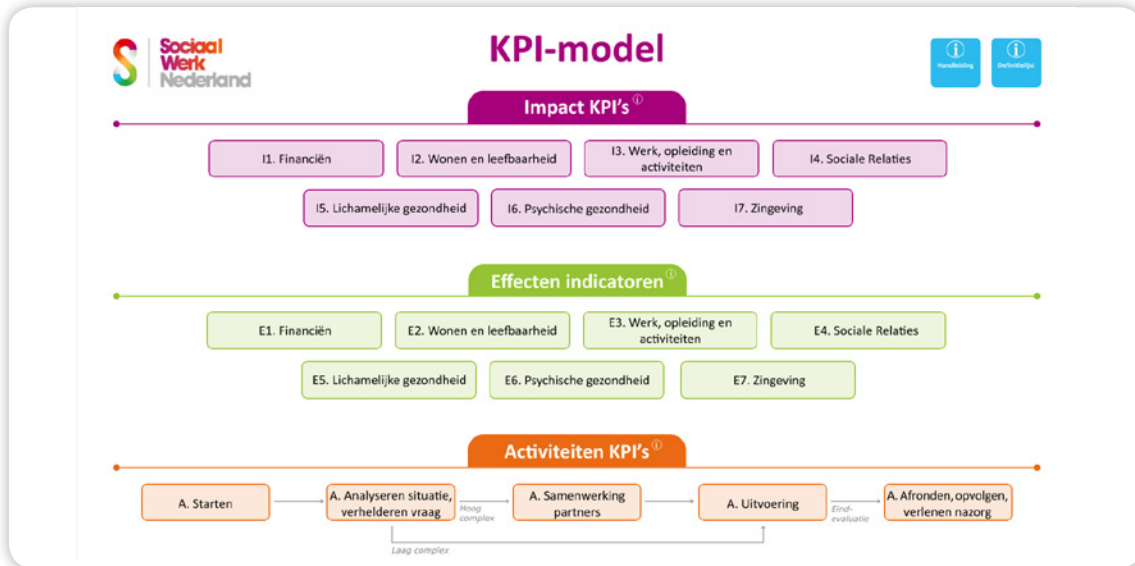 Sociaal
Werk
Nederland
KPI-model
Handleiding
Definitielijst
Impact KPI's
I1. Financiën
I2. Wonen en leefbaarheid
I3. Werk, opleiding en
activiteiten
I4. Sociale Relaties
I5. Lichamelijke gezondheid
I6. Psychische gezondheid
I7. Zingeving
Effecten indicatoren
E1. Financiën
E2. Wonen en leefbaarheid
E3. Werk, opleiding en
activiteiten
E4. Sociale Relaties
E5. Lichamelijke gezondheid
E6. Psychische gezondheid
E7. Zingeving
Activiteiten KPI's
A. Starten
A. Analyseren situatie,
verhelderen vraag
Hoog
complex
A. Samenwerking
partners
A. Uitvoering
Eind-
evaluatie
A. Afronden, opvolgen,
verlenen nazorg
Laag complex